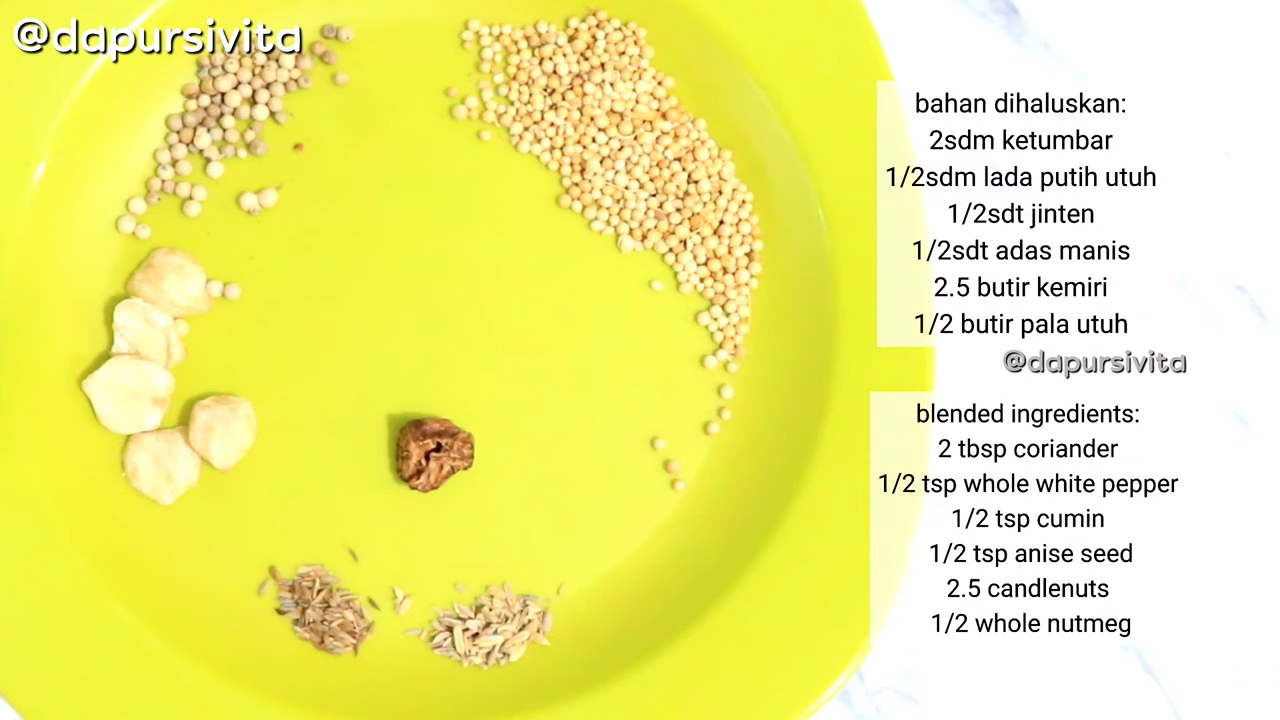 @dapursivita
bahan dihaluskan:
2sdm ketumbar
1/2sdm lada putih utuh
1/2sdt jinten
1/2sdt adas manis
2.5 butir kemiri
1/2 butir pala utuh
@dapursivita
blended ingredients:
2 tbsp coriander
1/2 tsp whole white pepper
1/2 tsp cumin
1/2 tsp anise seed
2.5 candlenuts
1/2 whole nutmeg